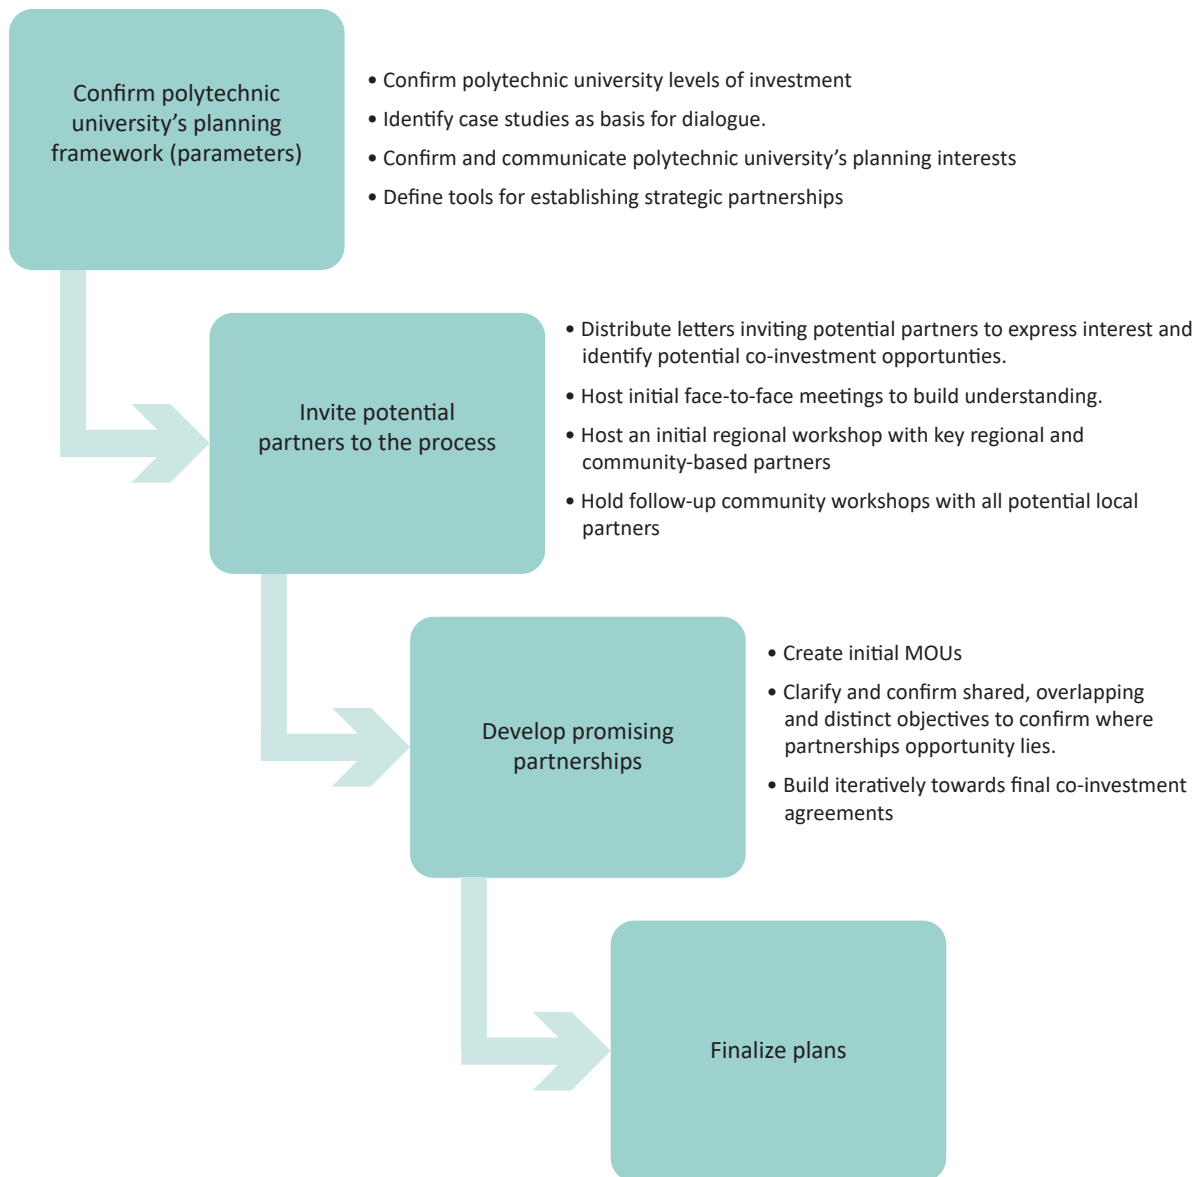 Confirm polytechnic
university’s planning
framework (parameters)
• Confirm polytechnic university levels of investment
• Identify case studies as basis for dialogue.
• Confirm and communicate polytechnic university’s planning interests
• Define tools for establishing strategic partnerships
Invite potential
partners to the process
• Distribute letters inviting potential partners to express interest and
identify potential co-investment opportunties.
• Host initial face-to-face meetings to build understanding.
• Host an initial regional workshop with key regional and
community-based partners
• Hold follow-up community workshops with all potential local
partners
Develop promising
partnerships
• Create initial MOUs
• Clarify and confirm shared, overlapping
and distinct objectives to confirm where
partnerships opportunity lies.
• Build iteratively towards final co-investment
agreements
Finalize plans